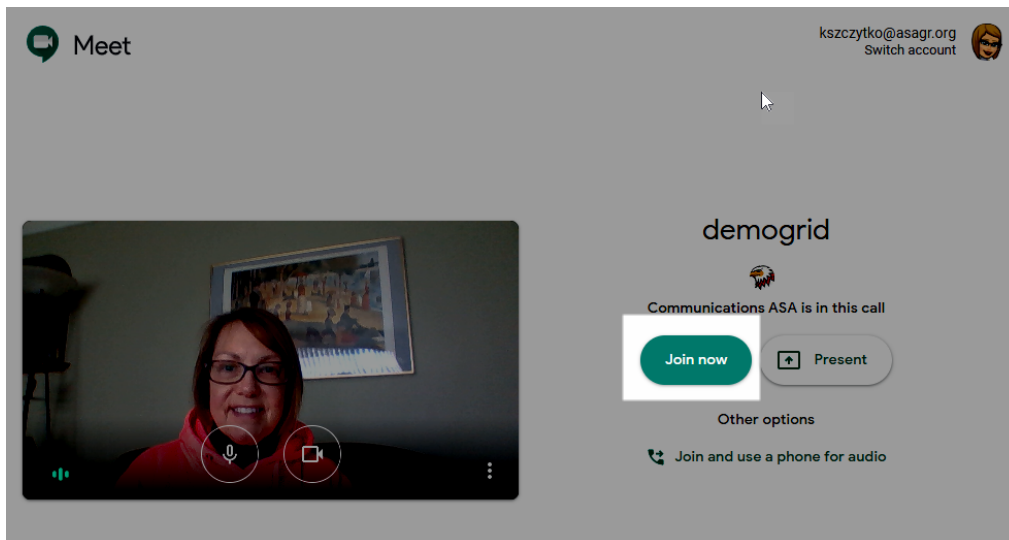 Meet
kszczytko@asagr.org
Switch account
demogrid
Communications ASA is in this call
Join now
Present
Other options
Join and use a phone for audio